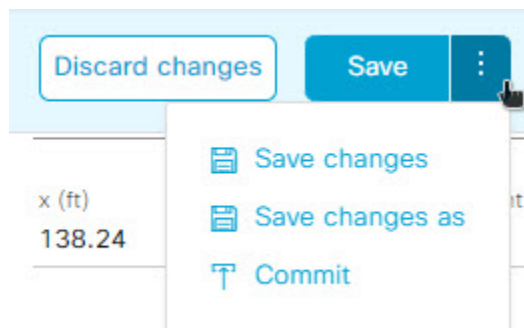 Discard changes
Save
Save changes
x (ft)
Save changes as
138.24
Commit